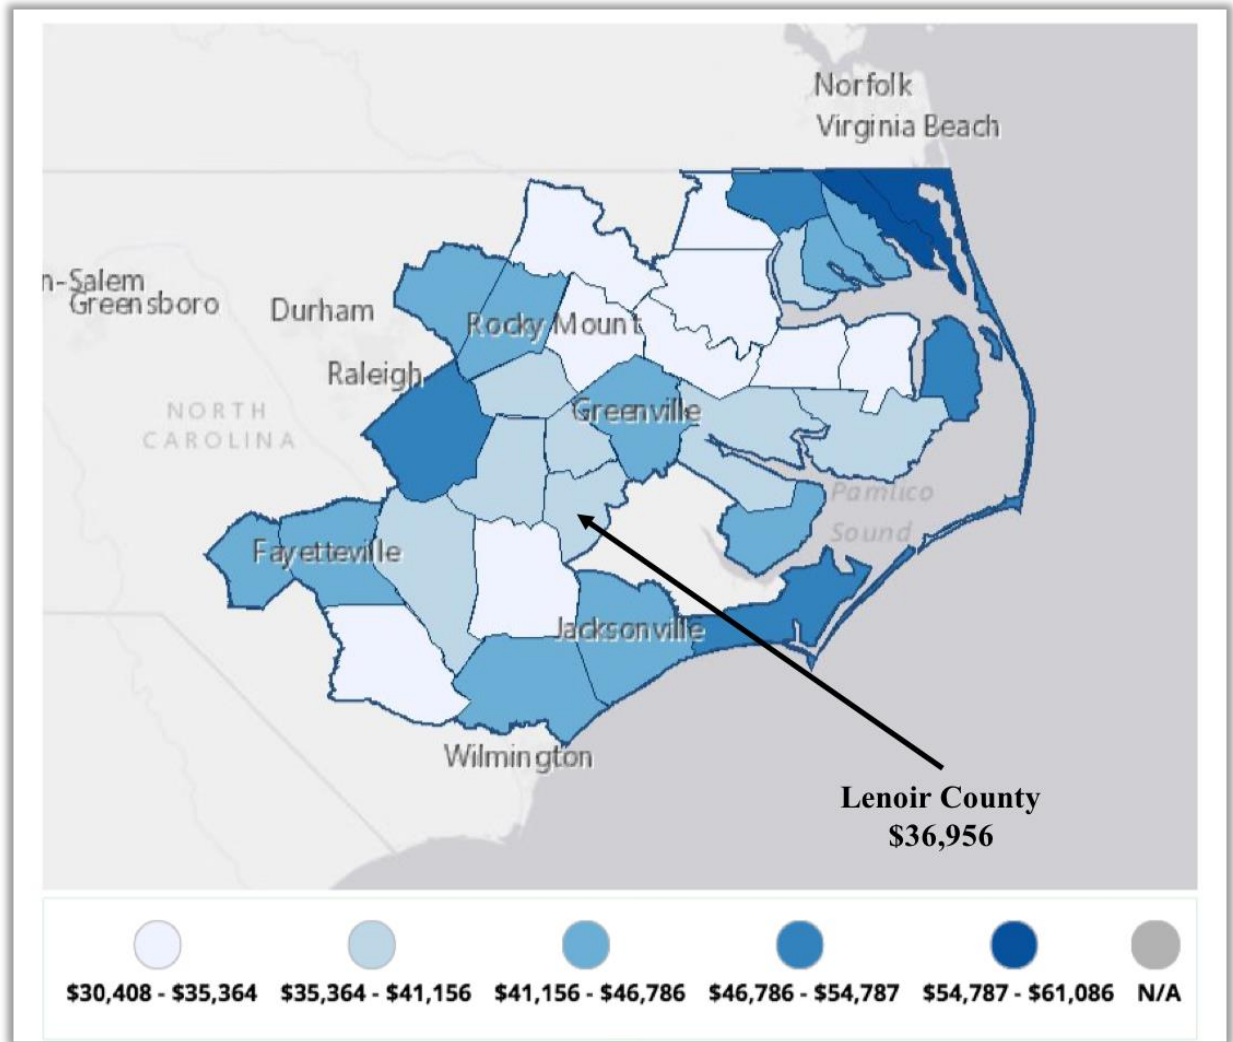 Norfolk
Virginia Beach
n-Salem
Greensboro
Durham
Rocky Mount
Raleigh
NORTH
CAROLINA
Greenville
Pamlico
Sound
Fayetteville
Jacksonville
Wilmington
Lenoir County
$36,956
$30,408 - $35,364 $35,364 - $41,156 $41,156 - $46,786 $46,786 - $54,787 $54,787 - $61,086 N/A